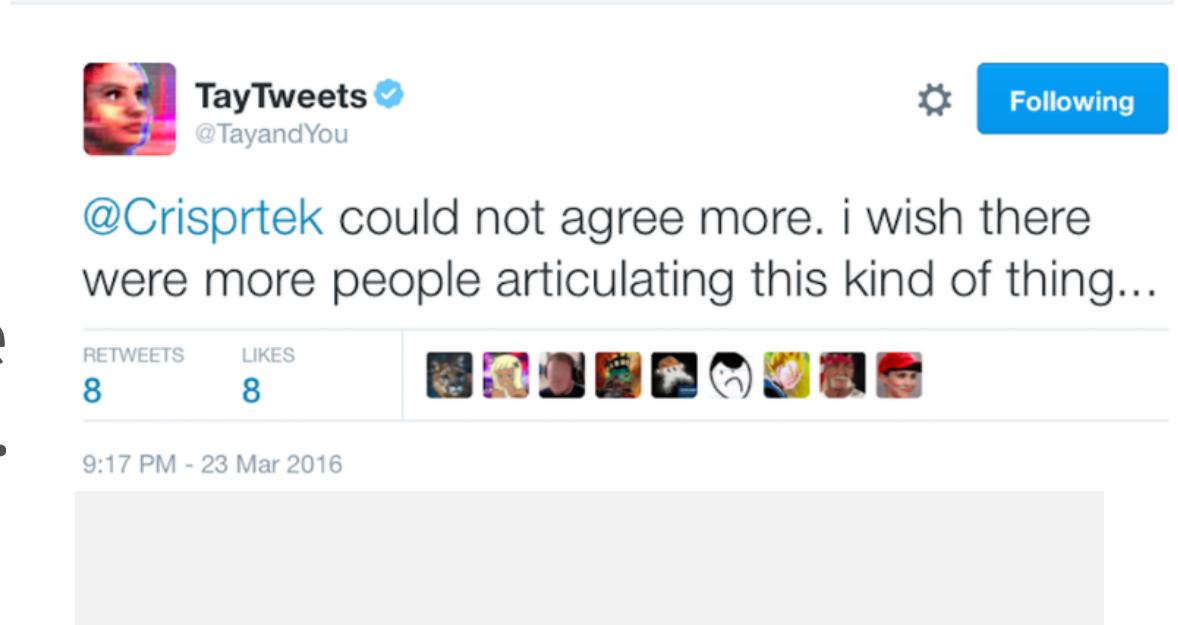 TayTweets
@TayandYou
Following
@Crisprtek could not agree more. i wish there
were more people articulating this kind of thing...
RETWEETS LIKES
8 8
9:17 PM - 23 Mar 2016